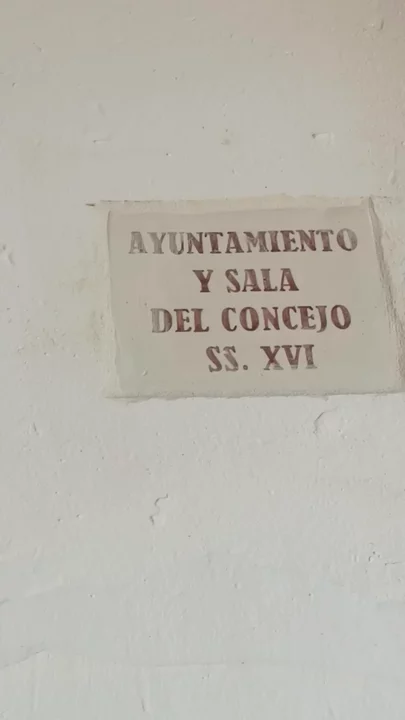 AYUNTAMIENTO
Y SALA
DEL CONCEJO
SS. XVI